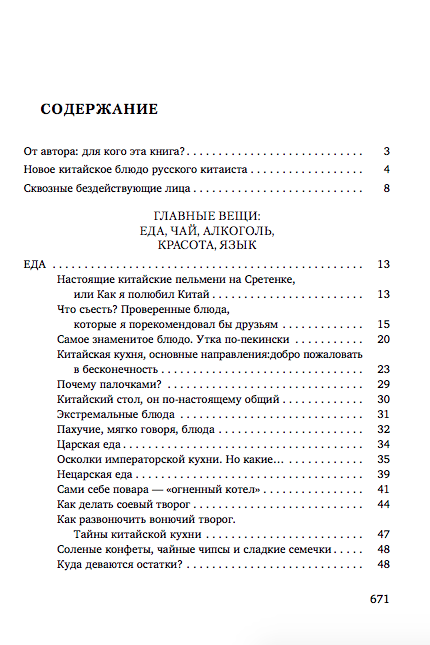 СОДЕРЖАНИЕ
От автора: для кого эта книга? . . . . . . . . . . . . . . . . . . . . . . . . . . . . 3
Новое китайское блюдо русского китаиста . . . . . . . . . . . . . . . . . . 4
Сквозные бездействующие лица . . . . . . . . . . . . . . . . . . . . . . . . . . . 8
ГЛАВНЫЕ ВЕЩИ:
ЕДА, ЧАЙ, АЛКОГОЛЬ,
КРАСОТА, ЯЗЫК
ЕДА . . . . . . . . . . . . . . . . . . . . . . . . . . . . . . . . . . . . . . . . . . . . . . . . 13
Настоящие китайские пельмени на Сретенке,
или Как я полюбил Китай . . . . . . . . . . . . . . . . . . . . . . . . 13
Что съесть? Проверенные блюда,
которые я порекомендовал бы друзьям . . . . . . . . . . . . . 15
Самое знаменитое блюдо. Утка по-пекински . . . . . . . . . . . 20
Китайская кухня, основные направления:добро пожаловать
в бесконечность . . . . . . . . . . . . . . . . . . . . . . . . . . . . . . . . 23
Почему палочками? . . . . . . . . . . . . . . . . . . . . . . . . . . . . . . . 29
Китайский стол, он по-настоящему общий . . . . . . . . . . . . . 30
Экстремальные блюда . . . . . . . . . . . . . . . . . . . . . . . . . . . . . 31
Пахучие, мягко говоря, блюда . . . . . . . . . . . . . . . . . . . . . . . 32
Царская еда . . . . . . . . . . . . . . . . . . . . . . . . . . . . . . . . . . . . . . 34
Осколки императорской кухни. Но какие... . . . . . . . . . . . . 35
Нецарская еда . . . . . . . . . . . . . . . . . . . . . . . . . . . . . . . . . . . . 39
Сами себе повара — «огненный котел» . . . . . . . . . . . . . . . . 41
Как делать соевый творог . . . . . . . . . . . . . . . . . . . . . . . . . . . 44
Как развонючить вонючий творог.
Тайны китайской кухни . . . . . . . . . . . . . . . . . . . . . . . . . . 47
Соленые конфеты, чайные чипсы и сладкие семечки . . . . . 48
Куда деваются остатки? . . . . . . . . . . . . . . . . . . . . . . . . . . . . 48
671